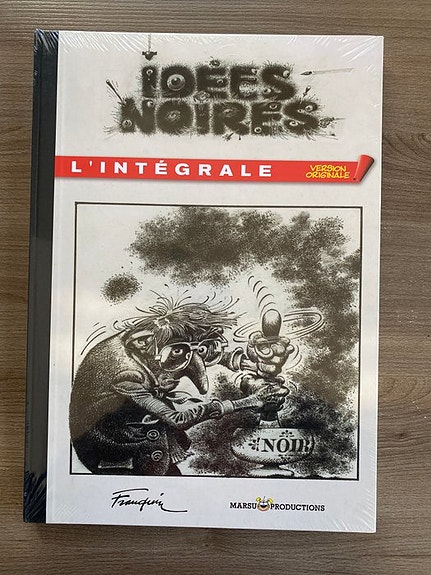 IDÉES
NOIRES
L'INTÉGRALE
VERSION
ORIGINALE !
NOIR
Franquin
MARSU PRODUCTIONS